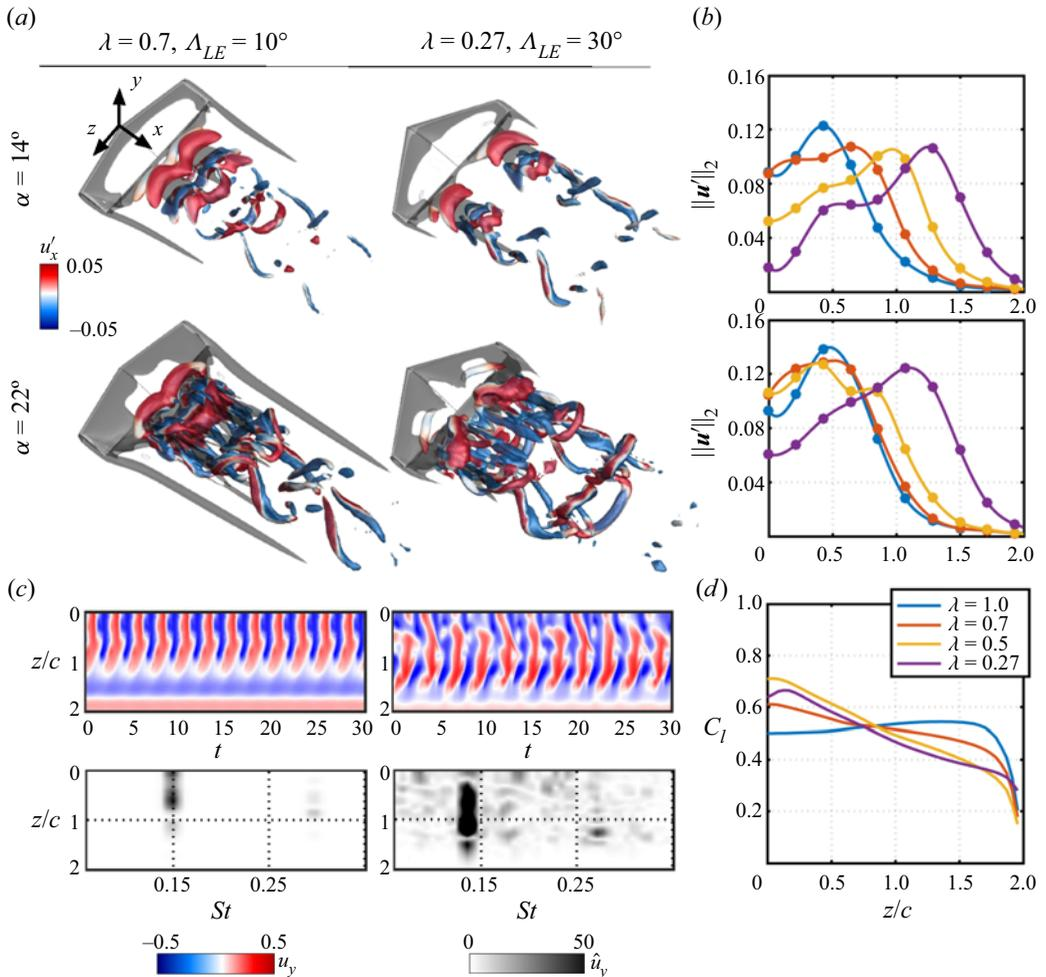 (a)
λ = 0.7, Λ_LE = 10°
λ = 0.27, Λ_LE = 30°
y
z
x
α = 14º
u′_x
0.05
–0.05
α = 22º
(b)
0.16
0.12
||u′||_2
0.08
0.04
0 0.5 1.0 1.5 2.0
0.16
0.12
||u′||_2
0.08
0.04
0 0.5 1.0 1.5 2.0
(c)
0
z/c 1
2
0 5 10 15 20 25 30
t
0
1
2
0 5 10 15 20 25 30
t
0
z/c 1
2
0.15 0.25
St
0
1
2
0.15 0.25
St
–0.5 0.5
u_y
0 50
û_y
(d)
1.0
0.8
0.6
C_l
0.4
0.2
0 0.5 1.0 1.5 2.0
z/c
λ = 1.0
λ = 0.7
λ = 0.5
λ = 0.27